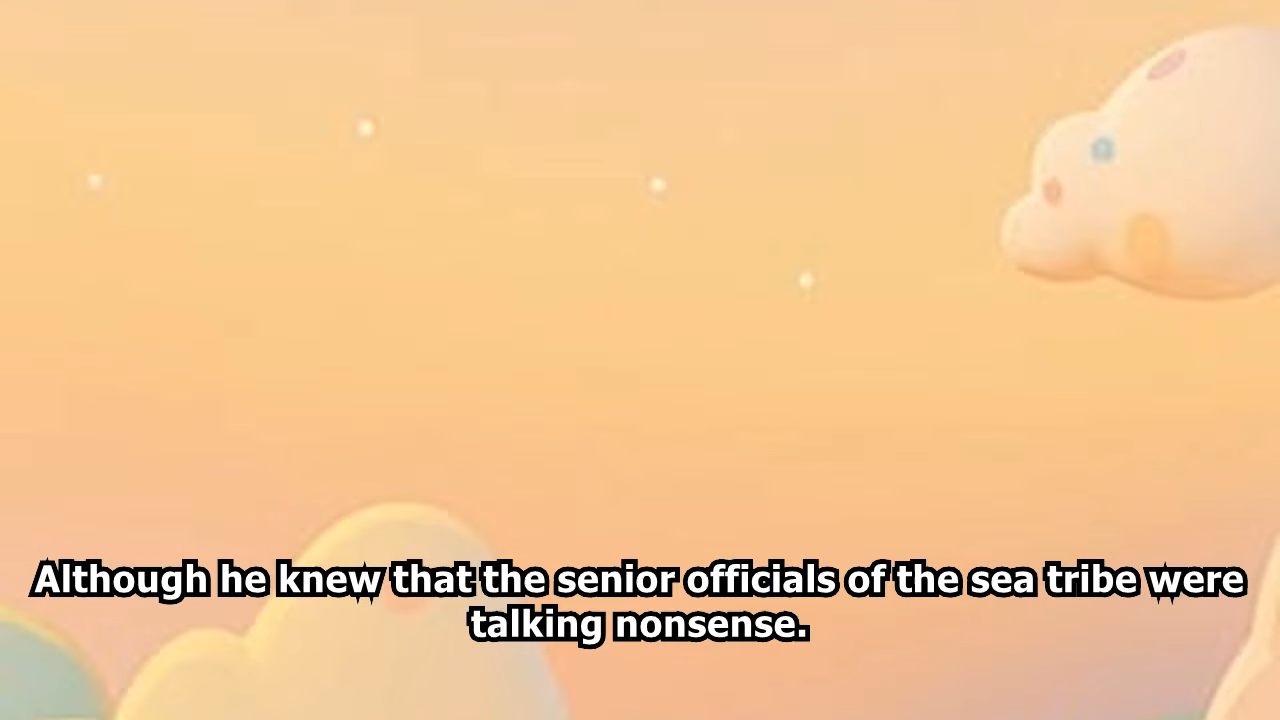 Although he knew that the senior officials of the sea tribe were
talking nonsense.